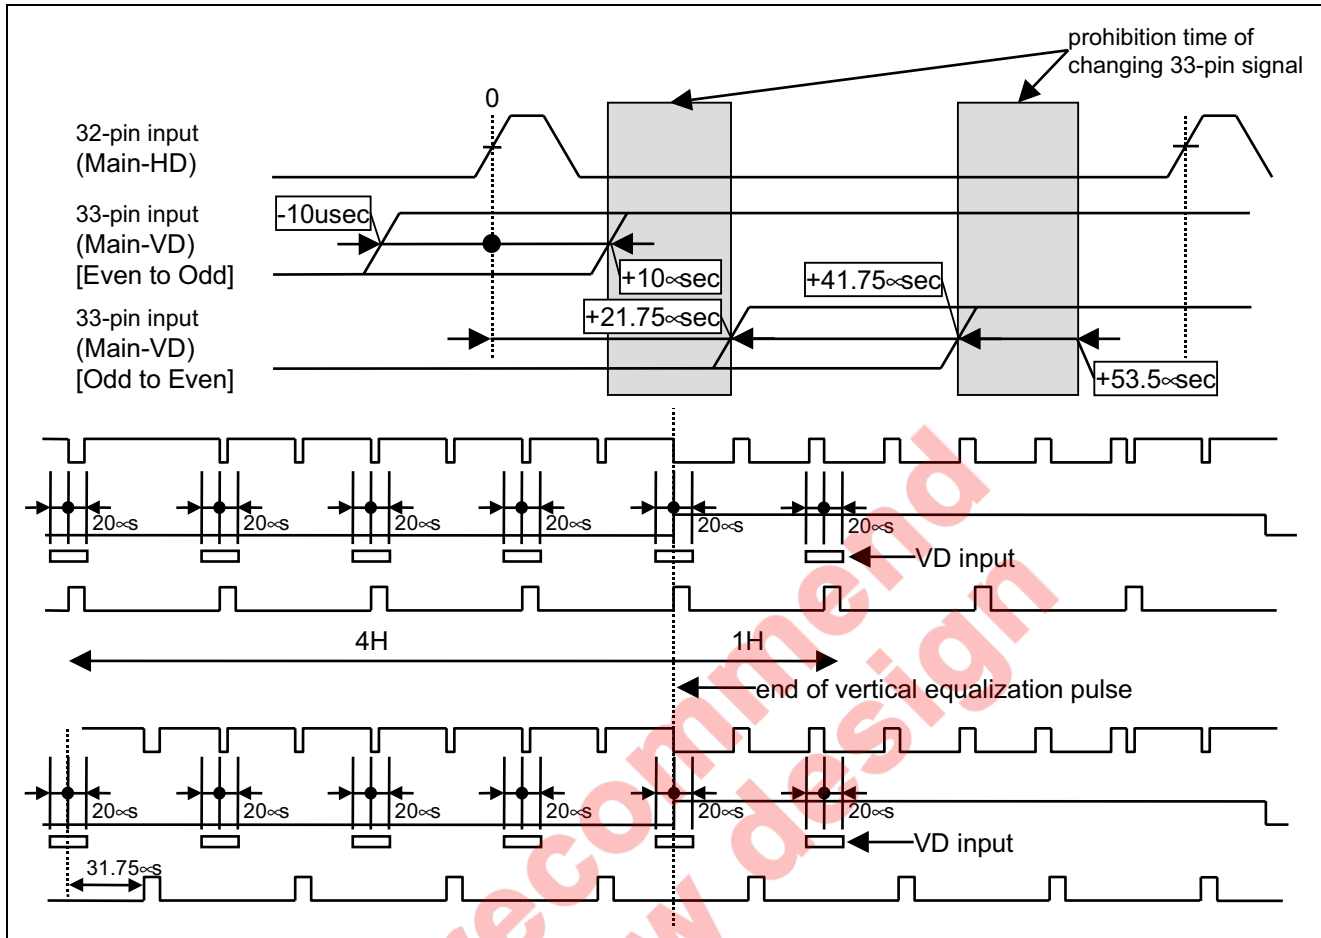 prohibition time of
changing 33-pin signal
0
32-pin input
(Main-HD)
33-pin input
(Main-VD)
[Even to Odd]
-10usec
+10∝sec
+41.75∝sec
+21.75∝sec
33-pin input
(Main-VD)
[Odd to Even]
+53.5∝sec
20∝s 20∝s 20∝s 20∝s 20∝s 20∝s
VD input
4H 1H
end of vertical equalization pulse
20∝s 20∝s 20∝s 20∝s 20∝s 20∝s
VD input
31.75∝s
recommend
design